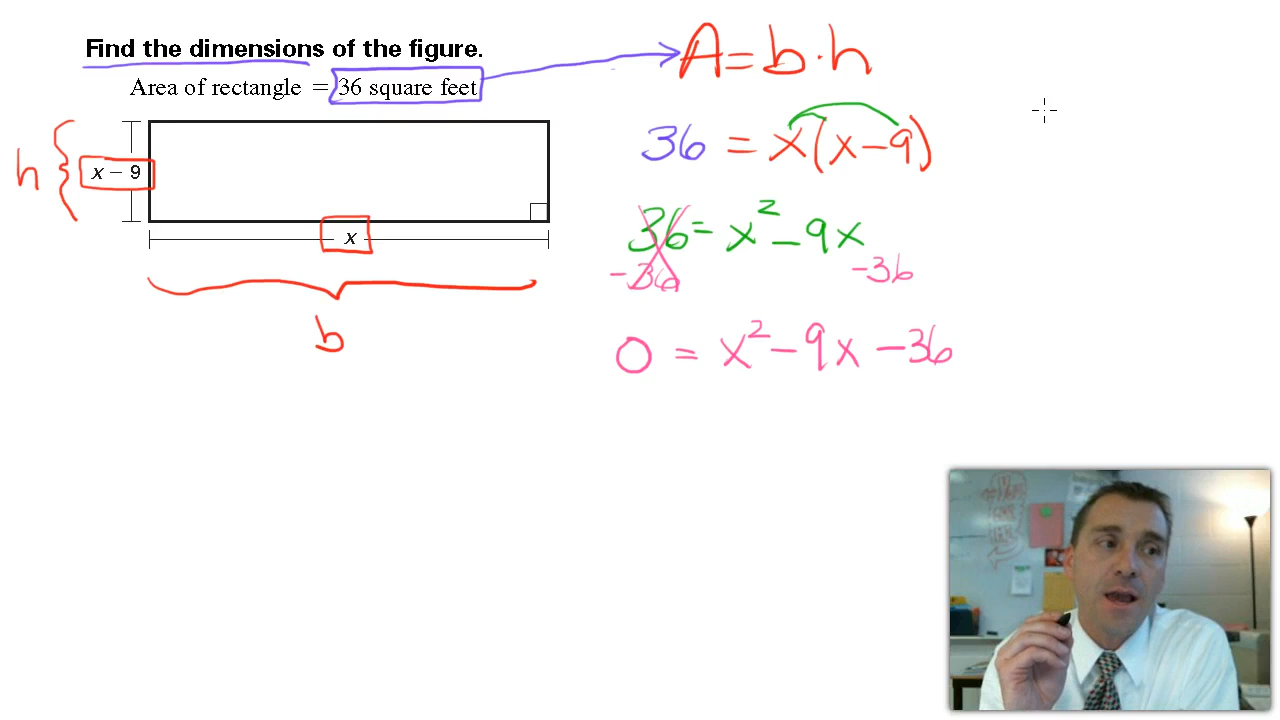 Find the dimensions of the figure.
Area of rectangle = 36 square feet
A = b · h
h
x − 9
x
b
36 = x(x − 9)
36 = x² − 9x
−36 −36
0 = x² − 9x − 36